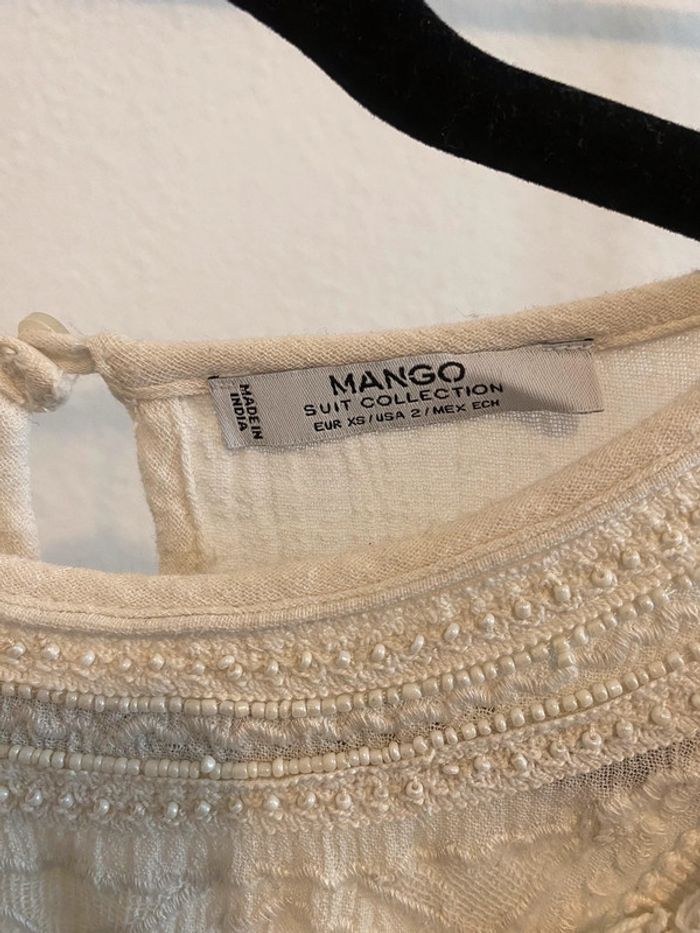 MANGO
SUIT COLLECTION
EUR XS / USA 2 / MEX ECH
MADE IN
INDIA